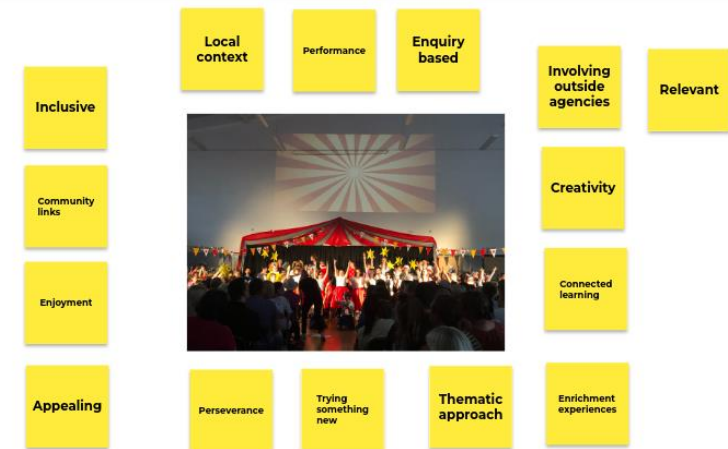 Local
context
Performance
Enquiry
based
Involving
outside
agencies
Relevant
Inclusive
Creativity
Community
links
Connected
learning
Enjoyment
Appealing
Perseverance
Trying
something
new
Thematic
approach
Enrichment
experiences